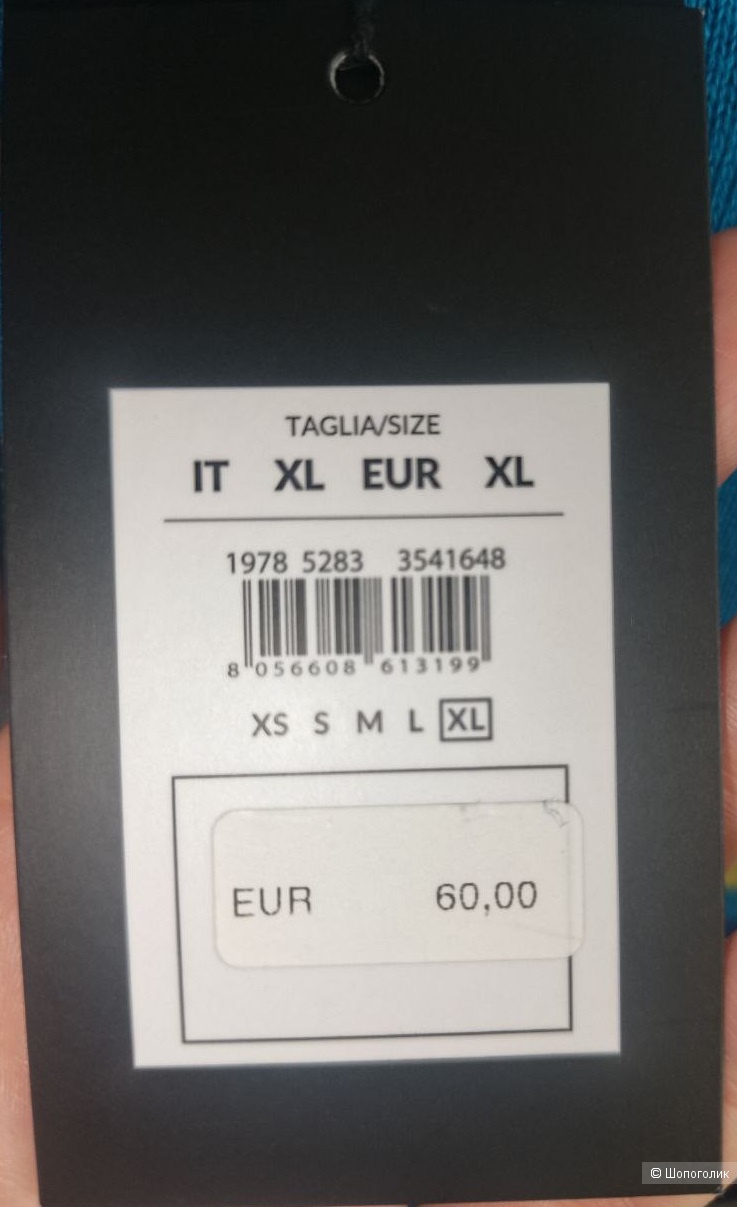 TAGLIA/SIZE
IT XL EUR XL
1978 5283 3541648
8 056608 613199
XS S M L XL
EUR 60,00
© Шопоголик